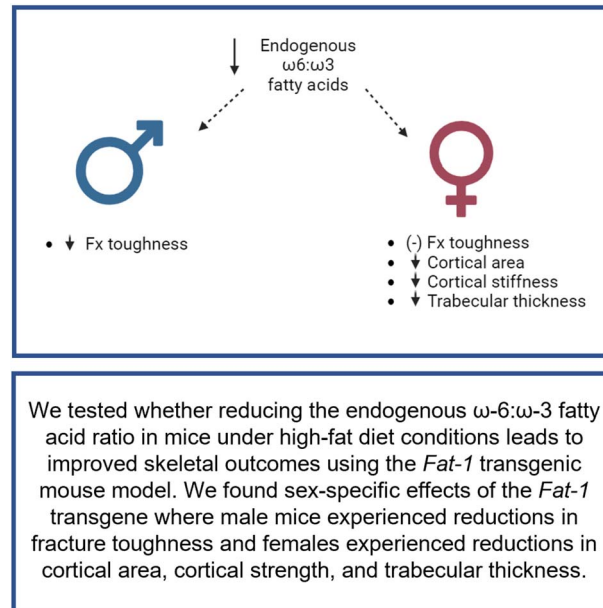 Endogenous
ω6:ω3
fatty acids
• ↓ Fx toughness
• (-) Fx toughness
• ↓ Cortical area
• ↓ Cortical stiffness
• ↓ Trabecular thickness
We tested whether reducing the endogenous ω-6:ω-3 fatty
acid ratio in mice under high-fat diet conditions leads to
improved skeletal outcomes using the Fat-1 transgenic
mouse model. We found sex-specific effects of the Fat-1
transgene where male mice experienced reductions in
fracture toughness and females experienced reductions in
cortical area, cortical strength, and trabecular thickness.